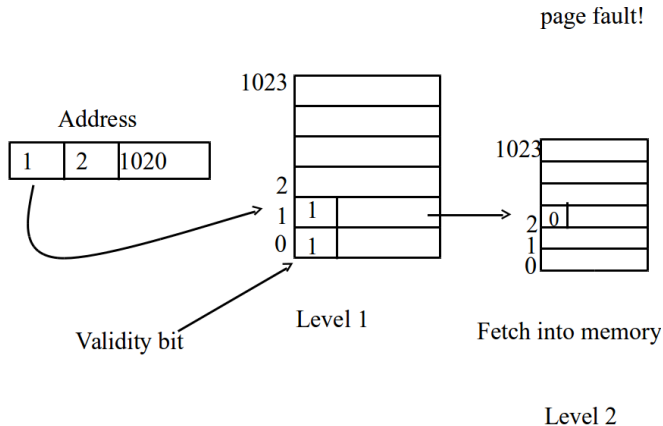 page fault!
Address
1 2 1020
1023
2
1 1
0 1
Level 1
Validity bit
1023
2 0
1
0
Fetch into memory
Level 2